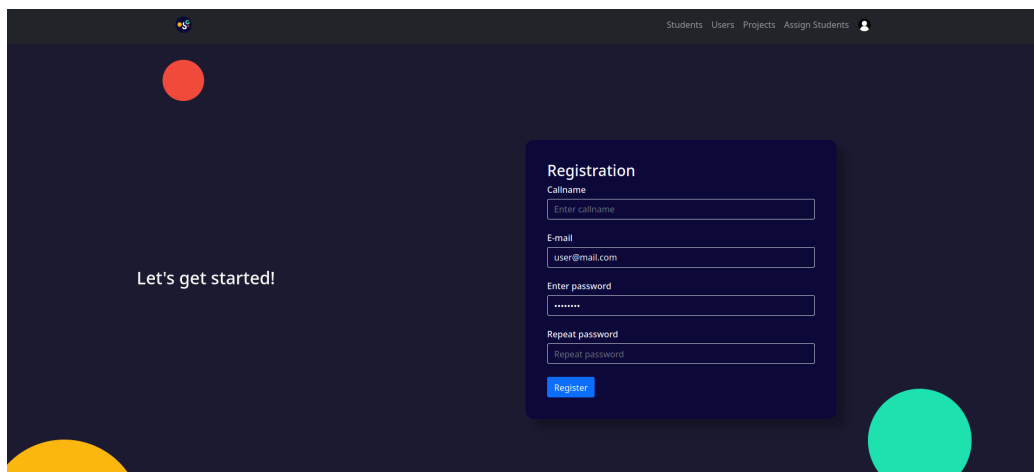 Students Users Projects Assign Students
Let's get started!
Registration
Callname
Enter callname
E-mail
user@mail.com
Enter password
••••••••
Repeat password
Repeat password
Register